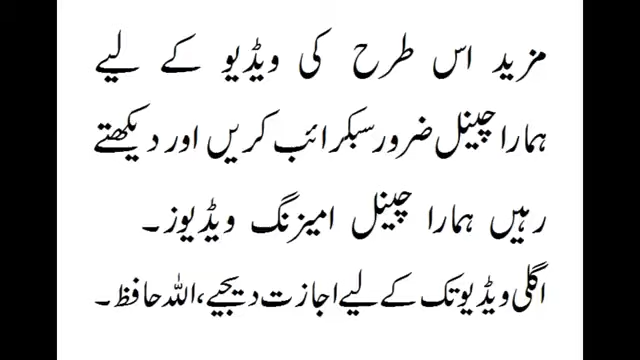 مزید اس طرح کی ویڈیو کے لیے
ہمارا چینل ضرور سبکرائب کریں اور دیکھتے
رہیں ہمارا چینل امیزنگ ویڈیوز۔
اگلی ویڈیو تک کے لیے اجازت دیجیے، اللہ حافظ۔